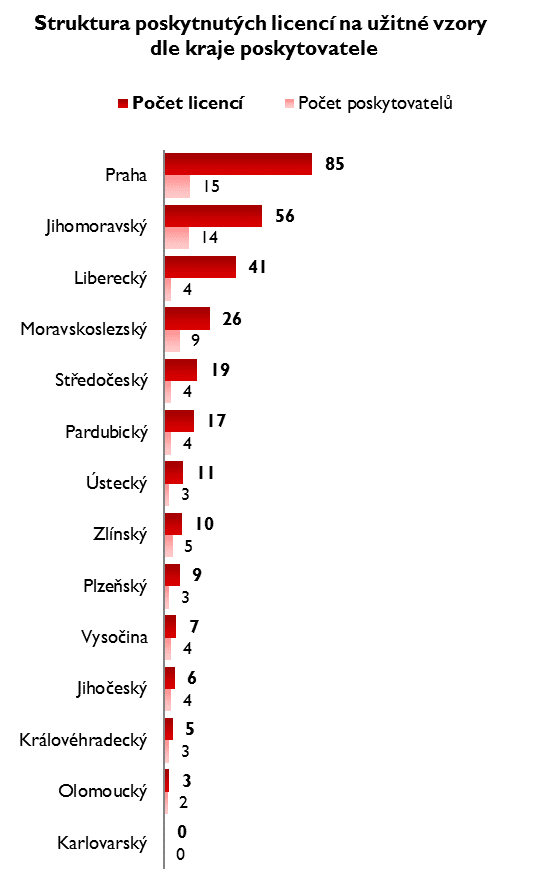 Struktura poskytnutých licencí na užitné vzory
dle kraje poskytovatele
Počet licencí Počet poskytovatelů
Praha 85
15
Jihomoravský 56
14
Liberecký 41
4
Moravskoslezský 26
9
Středočeský 19
4
Pardubický 17
4
Ústecký 11
3
Zlínský 10
5
Plzeňský 9
3
Vysočina 7
4
Jihočeský 6
4
Královéhradecký 5
3
Olomoucký 3
2
Karlovarský 0
0